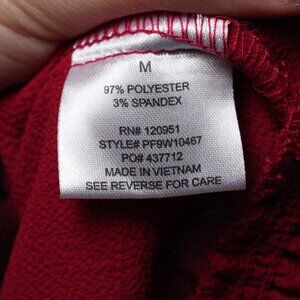 M
97% POLYESTER
3% SPANDEX
RN# 120951
STYLE# PF9W10467
PO# 437712
MADE IN VIETNAM
SEE REVERSE FOR CARE